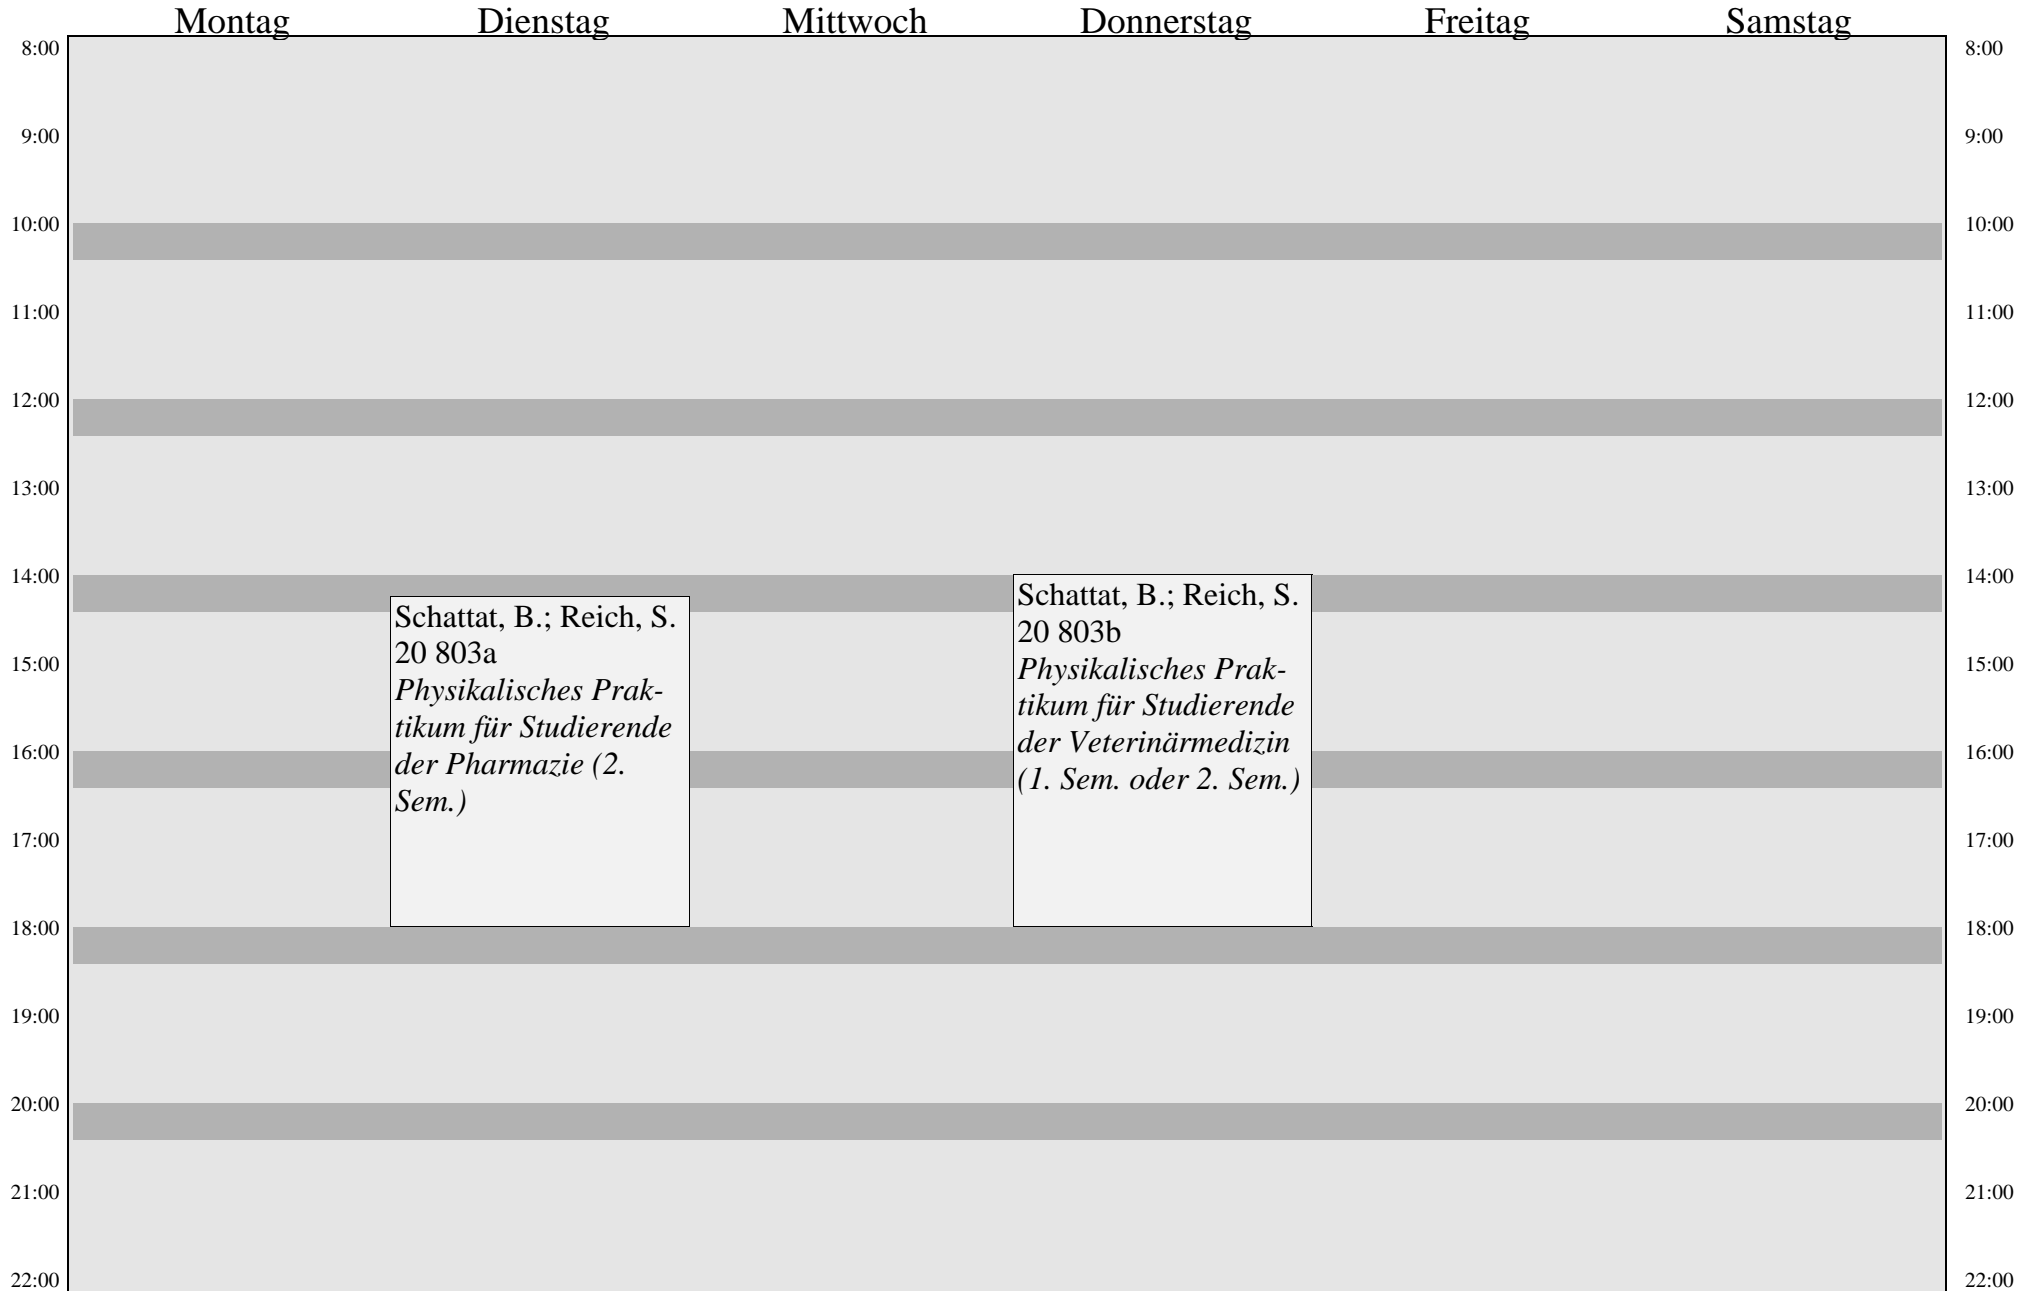 Montag Dienstag Mittwoch Donnerstag Freitag Samstag
8:00 8:00
9:00 9:00
10:00 10:00
11:00 11:00
12:00 12:00
13:00 13:00
14:00 14:00
Schattat, B.; Reich, S.
20 803a
Physikalisches Prak-
tikum für Studierende
der Pharmazie (2.
Sem.)
Schattat, B.; Reich, S.
20 803b
Physikalisches Prak-
tikum für Studierende
der Veterinärmedizin
(1. Sem. oder 2. Sem.)
15:00 15:00
16:00 16:00
17:00 17:00
18:00 18:00
19:00 19:00
20:00 20:00
21:00 21:00
22:00 22:00